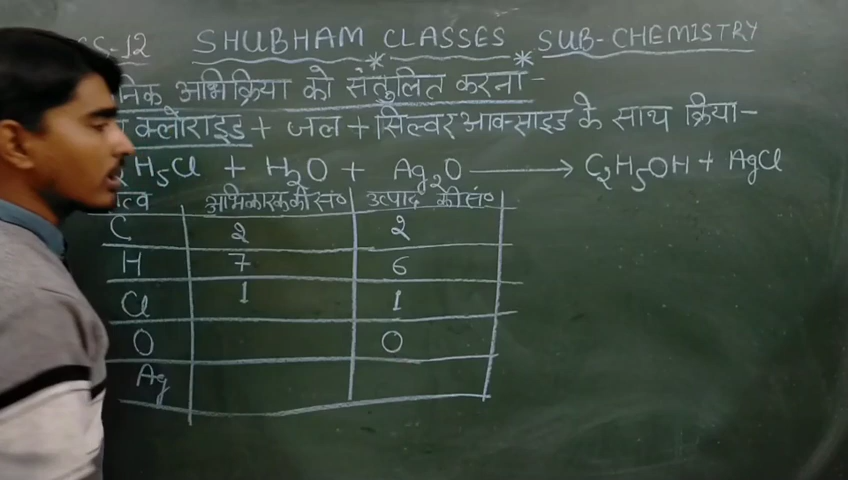 SHUBHAM CLASSES SUB-CHEMISTRY
अभिक्रिया को संतुलित करना-
क्लोराइड + जल + सिल्वर आक्साइड के साथ क्रिया-
H₅Cl + H₂O + Ag₂O ⟶ C₂H₅OH + AgCl
अभिकारक की सं० उत्पाद की सं०
C 2 2
H 7 6
Cl 1 1
O O
Ag